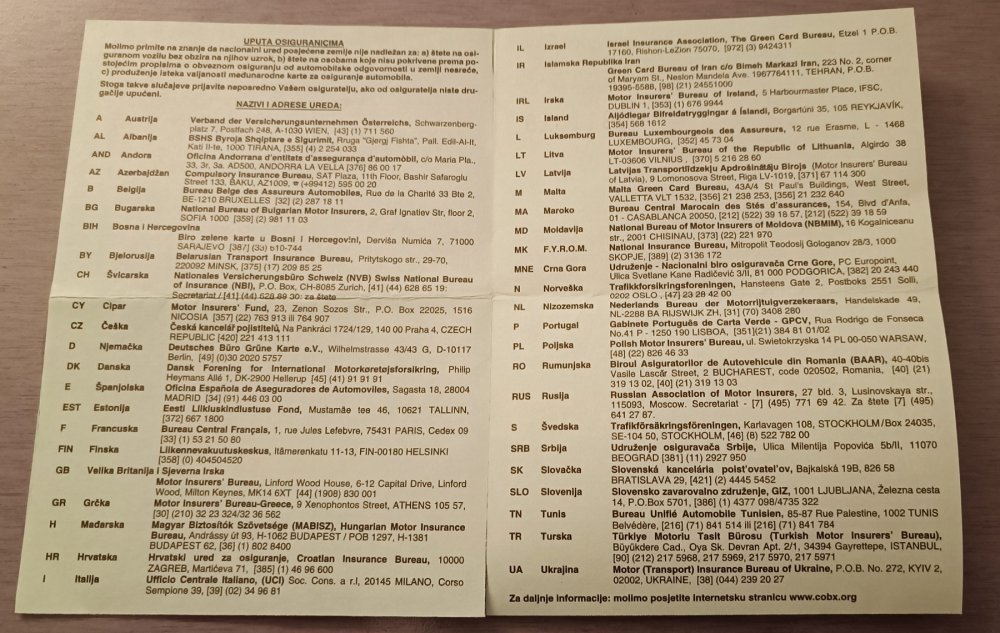 UPUTA OSIGURANICIMA
Molimo primite na znanje da nacionalni ured posjećene zemlje nije nadležan za: a) štete na osi-
guranom vozilu bez obzira na njihov uzrok, b) štete na osobama koje nisu pokrivene prema po-
stojećim propisima o obveznom osiguranju od automobilske odgovornosti u zemlji nesreće,
c) produženje isteka valjanosti međunarodne karte za osiguranje automobila.
Stoga takve slučajeve prijavite neposredno Vašem osiguratelju, ako od osiguratelja niste dru-
gačije upućeni.
NAZIVI I ADRESE UREDA:
A Austrija Verband der Versicherungsunternehmen Österreichs, Schwarzenberg-
platz 7, Postfach 248, A-1030 WIEN, [43] (1) 711 560
AL Albanija BSHS Byroja Shqiptare e Sigurimit, Rruga "Gjergj Fishta", Pall. Edil-Al-It,
Kati II-te, 1000 TIRANA, [355] (4) 2 254 033
AND Andora Oficina Andorrana d'entitats d'assegurança d'automòbil, c/o Maria Pla.,
33, 3r, 3a, AD500, ANDORRA LA VELLA [376] 86 00 17
AZ Azerbajdžan Compulsory Insurance Bureau, SAT Plaza, 11th Floor, Bashir Safaroglu
Street 133, BAKU, AZ1009, (+99412) 595 00 20
B Belgija Bureau Belge des Assureurs Automobiles, Rue de la Charité 33 Bte 2,
BE-1210 BRUXELLES [32] (2) 287 18 11
BG Bugarska National Bureau of Bulgarian Motor Insurers, 2, Graf Ignatiev Str, floor 2,
SOFIA 1000 [359] (2) 981 11 03
BIH Bosna i Hercegovina
Biro zelene karte u Bosni i Hercegovini, Derviša Numića 7, 71000
SARAJEVO [387] (33) 610-744
BY Bjelorusija Belarusian Transport Insurance Bureau, Pritytskogo str., 29-70,
220092 MINSK, [375] (17) 209 85 25
CH Švicarska Nationales Versicherungsbüro Schweiz (NVB) Swiss National Bureau
of Insurance (NBI), P.O. Box, CH-8085 Zurich, [41] (44) 628 65 19:
Secretariat / [41] (44) 628 89 30: za štete
CY Cipar Motor Insurers' Fund, 23, Zenon Sozos Str., P.O. Box 22025, 1516
NICOSIA [357] (22) 763 913 ili 764 907
CZ Češka Česká kancelář pojistitelů, Na Pankráci 1724/129, 140 00 Praha 4, CZECH
REPUBLIC [420] 221 413 111
D Njemačka Deutsches Büro Grüne Karte e.V., Wilhelmstrasse 43/43 G, D-10117
Berlin, [49] (0)30 2020 5757
DK Danska Dansk Forening for International Motorkøretøjsforsikring, Philip
Heymans Allé 1, DK-2900 Hellerup [45] (41) 91 91 91
E Španjolska Oficina Española de Aseguradores de Automoviles, Sagasta 18, 28004
MADRID [34] (91) 446 03 00
EST Estonija Eesti Liikluskindlustuse Fond, Mustamäe tee 46, 10621 TALLINN,
[372] 667 1800
F Francuska Bureau Central Français, 1, rue Jules Lefebvre, 75431 PARIS, Cedex 09
[33] (1) 53 21 50 80
FIN Finska Liikennevakuutuskeskus, Itämerenkatu 11-13, FIN-00180 HELSINKI
[358] (0) 404504520
GB Velika Britanija i Sjeverna Irska
Motor Insurers' Bureau, Linford Wood House, 6-12 Capital Drive, Linford
Wood, Milton Keynes, MK14 6XT [44] (1908) 830 001
GR Grčka Motor Insurers' Bureau-Greece, 9 Xenophontos Street, ATHENS 105 57,
[30] (210) 32 23 324/32 36 562
H Mađarska Magyar Biztosítók Szövetsége (MABISZ), Hungarian Motor Insurance
Bureau, Andrássy út 93, H-1062 BUDAPEST / POB 1297, H-1381
BUDAPEST 62, [36] (1) 802 8400
HR Hrvatska Hrvatski ured za osiguranje, Croatian Insurance Bureau, 10000
ZAGREB, Martićeva 71, [385] (1) 46 96 600
I Italija Ufficio Centrale Italiano, (UCI) Soc. Cons. a r.l, 20145 MILANO, Corso
Sempione 39, [39] (02) 34 96 81
IL Izrael Israel Insurance Association, The Green Card Bureau, Etzel 1 P.O.B.
17160, Rishon-LeZion 75070, [972] (3) 9424311
IR Islamska Republika Iran
Green Card Bureau of Iran c/o Bimeh Markazi Iran, 223 No. 2, corner
of Maryam St., Neslon Mandela Ave. 1967764111, TEHRAN, P.O.B.
19395-5588, [98] (21) 24551000
IRL Irska Motor Insurers' Bureau of Ireland, 5 Harbourmaster Place, IFSC,
DUBLIN 1, [353] (1) 676 9944
IS Island Alþjódlegar Bifreidatryggingar á Íslandi, Borgartúni 35, 105 REYKJAVÍK,
[354] 568 1612
L Luksemburg Bureau Luxembourgeois des Assureurs, 12 rue Erasme, L - 1468
LUXEMBOURG, [352] 45 73 04
LT Litva Motor Insurers' Bureau of the Republic of Lithuania, Algirdo 38
LT-03606 VILNIUS , [370] 5 216 28 60
LV Latvija Latvijas Transportlīdzekļu Apdrošinātāju Birojs (Motor Insurers' Bureau
of Latvia), 9 Lomonosova Street, Riga LV-1019, [371] 67 114 300
M Malta Malta Green Card Bureau, 43A/4 St Paul's Buildings, West Street,
VALLETTA VLT 1532, [356] 21 238 253, [356] 21 232 640
MA Maroko Bureau Central Marocain des Stés d'assurances, 154, Blvd d'Anfa,
01 - CASABLANCA 20050, [212] (522) 39 18 57, [212] (522) 39 18 59
MD Moldavija National Bureau of Motor Insurers of Moldova (NBMIM), 16 Kogalniceanu
str., 2001 CHISINAU, [373] (22) 221 970
MK F.Y.R.O.M. National Insurance Bureau, Mitropolit Teodosij Gologanov 28/3, 1000
SKOPJE, [389] (2) 3136 172
MNE Crna Gora Udruženje - Nacionalni biro osiguravača Crne Gore, PC Europoint,
Ulica Svetlane Kane Radičević 3/II, 81 000 PODGORICA, [382] 20 243 440
N Norveška Trafikkforsikringsforeningen, Hansteens Gate 2, Postboks 2551 Solli,
0202 OSLO , [47] 23 28 42 00
NL Nizozemska Nederlands Bureau der Motorrijtuigverzekeraars, Handelskade 49,
NL-2288 BA RIJSWIJK ZH, [31] (70) 3408 280
P Portugal Gabinete Português de Carta Verde - GPCV, Rua Rodrigo de Fonseca
No.41 P - 1250 190 LISBOA, [351](21) 384 81 01/02
PL Poljska Polish Motor Insurers' Bureau, ul. Swietokrzyska 14 PL 00-050 WARSAW,
[48] (22) 826 46 33
RO Rumunjska Biroul Asiguratorilor de Autovehicule din Romania (BAAR), 40-40bis
Vasile Lascăr Street, 2 BUCHAREST, code 020502, Romania, [40] (21)
319 13 02, [40] (21) 319 13 03
RUS Rusija Russian Association of Motor Insurers, 27 bld. 3, Lusinovskaya str.,
115093, Moscow. Secretariat - [7] (495) 771 69 42. Za štete [7] (495)
641 27 87.
S Švedska Trafikförsäkringsföreningen, Karlavagen 108, STOCKHOLM/Box 24035,
SE-104 50, STOCKHOLM, [46] (8) 522 782 00
SRB Srbija Udruženje osiguravača Srbije, Ulica Milentija Popovića 5b/II, 11070
BEOGRAD [381] (11) 2927 950
SK Slovačka Slovenská kancelária poist'ovatel'ov, Bajkalská 19B, 826 58
BRATISLAVA 29, [421] (2) 4445 5452
SLO Slovenija Slovensko zavarovalno združenje, GIZ, 1001 LJUBLJANA, Železna cesta
14, P.O.Box 5701, [386] (1) 4377 098/4735 322
TN Tunis Bureau Unifié Automobile Tunisien, 85-87 Rue Palestine, 1002 TUNIS
Belvédère, [216] (71) 841 514 ili [216] (71) 841 784
TR Turska Türkiye Motoriu Tasit Bürosu (Turkish Motor Insurers' Bureau),
Büyükdere Cad., Oya Sk. Devran Apt. 2/1, 34394 Gayrettepe, ISTANBUL,
[90] (212) 217 5968, 217 5969, 217 5970, 217 5971
UA Ukrajina Motor (Transport) Insurance Bureau of Ukraine, P.O.B. No. 272, KYIV 2,
02002, UKRAINE, [38] (044) 239 20 27
Za daljnje informacije: molimo posjetite internetsku stranicu www.cobx.org